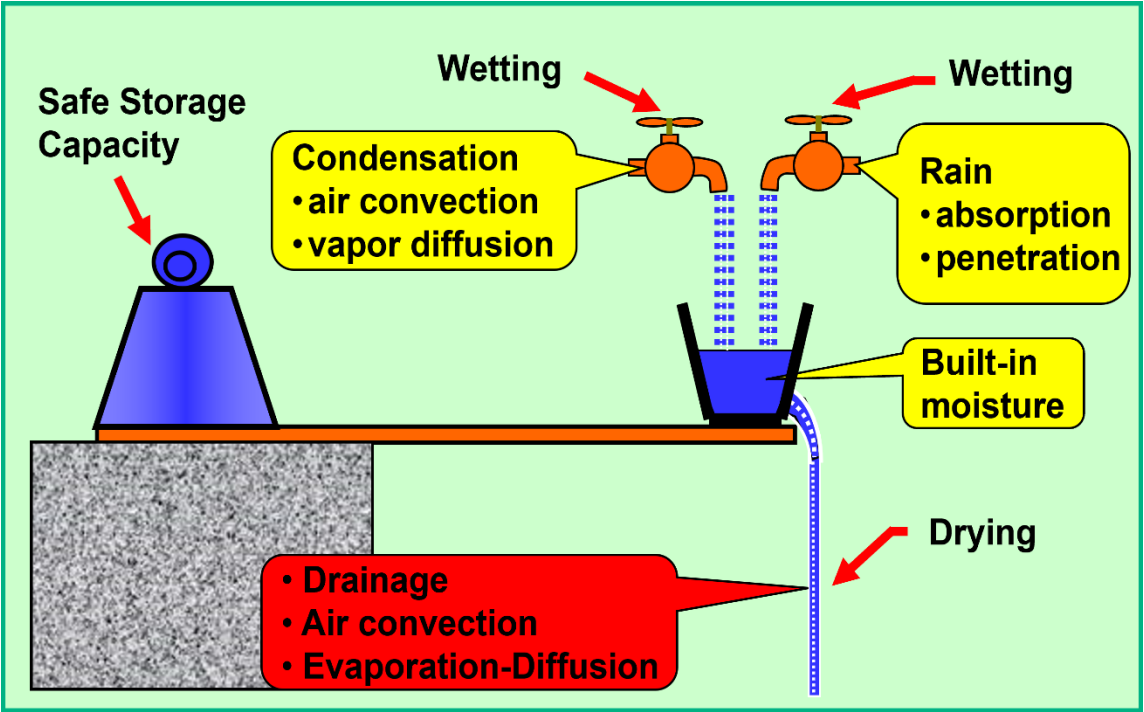 Wetting
Wetting
Safe Storage
Capacity
Condensation
•air convection
•vapor diffusion
Rain
•absorption
•penetration
Built-in
moisture
Drying
• Drainage
• Air convection
• Evaporation-Diffusion